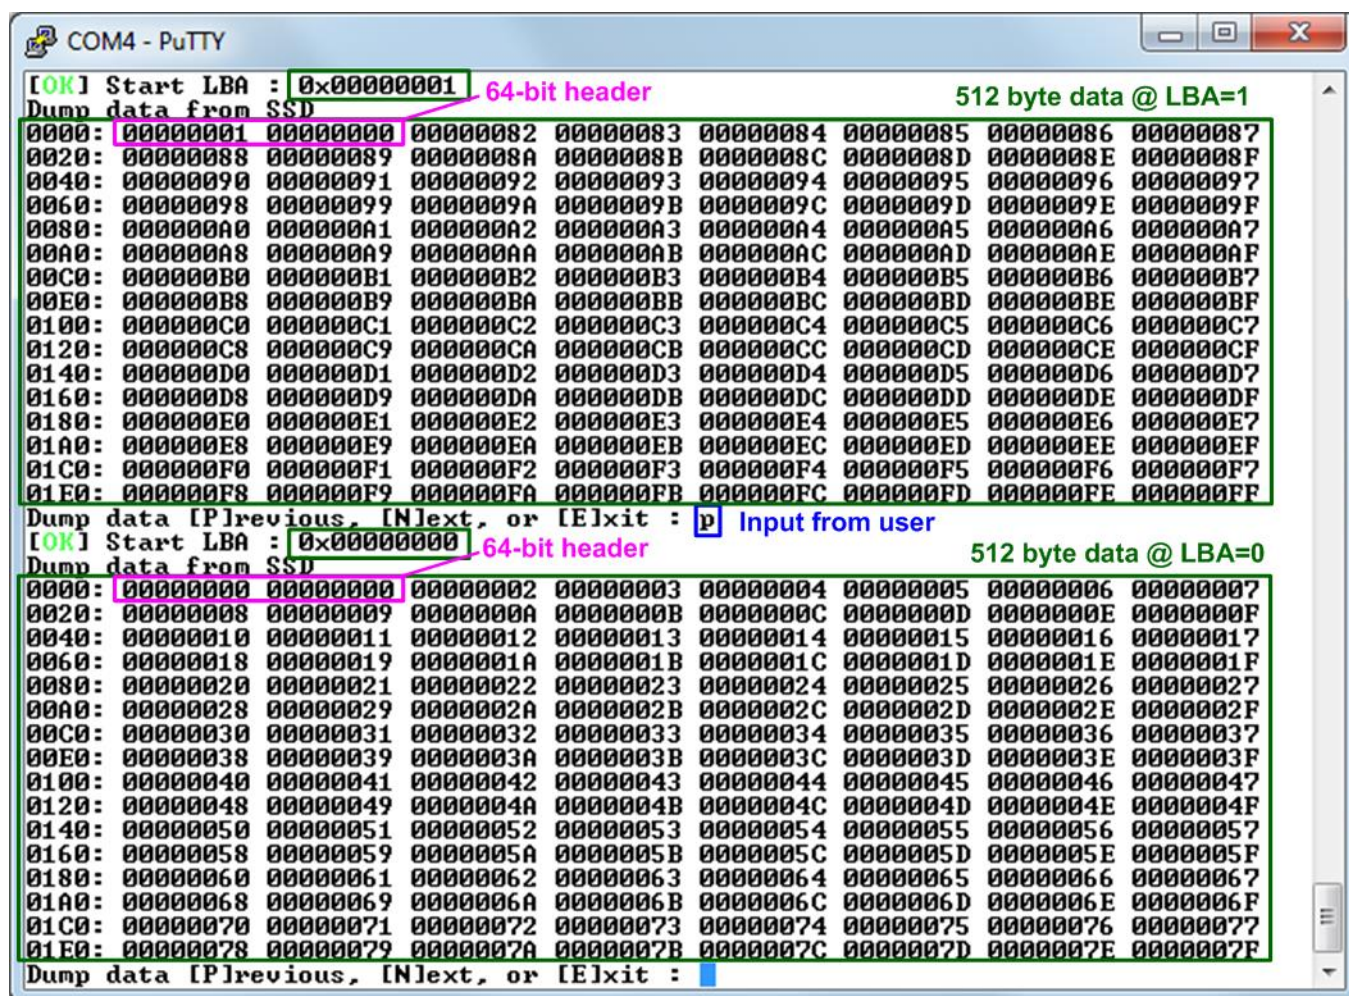 COM4 - PuTTY
[OK] Start LBA : 0x00000001 64-bit header 512 byte data @ LBA=1
Dump data from SSD
0000: 00000001 00000000 00000082 00000083 00000084 00000085 00000086 00000087
0020: 00000088 00000089 0000008A 0000008B 0000008C 0000008D 0000008E 0000008F
0040: 00000090 00000091 00000092 00000093 00000094 00000095 00000096 00000097
0060: 00000098 00000099 0000009A 0000009B 0000009C 0000009D 0000009E 0000009F
0080: 000000A0 000000A1 000000A2 000000A3 000000A4 000000A5 000000A6 000000A7
00A0: 000000A8 000000A9 000000AA 000000AB 000000AC 000000AD 000000AE 000000AF
00C0: 000000B0 000000B1 000000B2 000000B3 000000B4 000000B5 000000B6 000000B7
00E0: 000000B8 000000B9 000000BA 000000BB 000000BC 000000BD 000000BE 000000BF
0100: 000000C0 000000C1 000000C2 000000C3 000000C4 000000C5 000000C6 000000C7
0120: 000000C8 000000C9 000000CA 000000CB 000000CC 000000CD 000000CE 000000CF
0140: 000000D0 000000D1 000000D2 000000D3 000000D4 000000D5 000000D6 000000D7
0160: 000000D8 000000D9 000000DA 000000DB 000000DC 000000DD 000000DE 000000DF
0180: 000000E0 000000E1 000000E2 000000E3 000000E4 000000E5 000000E6 000000E7
01A0: 000000E8 000000E9 000000EA 000000EB 000000EC 000000ED 000000EE 000000EF
01C0: 000000F0 000000F1 000000F2 000000F3 000000F4 000000F5 000000F6 000000F7
01E0: 000000F8 000000F9 000000FA 000000FB 000000FC 000000FD 000000FE 000000FF
Dump data [P]revious, [N]ext, or [E]xit : p Input from user
[OK] Start LBA : 0x00000000 64-bit header 512 byte data @ LBA=0
Dump data from SSD
0000: 00000000 00000000 00000002 00000003 00000004 00000005 00000006 00000007
0020: 00000008 00000009 0000000A 0000000B 0000000C 0000000D 0000000E 0000000F
0040: 00000010 00000011 00000012 00000013 00000014 00000015 00000016 00000017
0060: 00000018 00000019 0000001A 0000001B 0000001C 0000001D 0000001E 0000001F
0080: 00000020 00000021 00000022 00000023 00000024 00000025 00000026 00000027
00A0: 00000028 00000029 0000002A 0000002B 0000002C 0000002D 0000002E 0000002F
00C0: 00000030 00000031 00000032 00000033 00000034 00000035 00000036 00000037
00E0: 00000038 00000039 0000003A 0000003B 0000003C 0000003D 0000003E 0000003F
0100: 00000040 00000041 00000042 00000043 00000044 00000045 00000046 00000047
0120: 00000048 00000049 0000004A 0000004B 0000004C 0000004D 0000004E 0000004F
0140: 00000050 00000051 00000052 00000053 00000054 00000055 00000056 00000057
0160: 00000058 00000059 0000005A 0000005B 0000005C 0000005D 0000005E 0000005F
0180: 00000060 00000061 00000062 00000063 00000064 00000065 00000066 00000067
01A0: 00000068 00000069 0000006A 0000006B 0000006C 0000006D 0000006E 0000006F
01C0: 00000070 00000071 00000072 00000073 00000074 00000075 00000076 00000077
01E0: 00000078 00000079 0000007A 0000007B 0000007C 0000007D 0000007E 0000007F
Dump data [P]revious, [N]ext, or [E]xit :